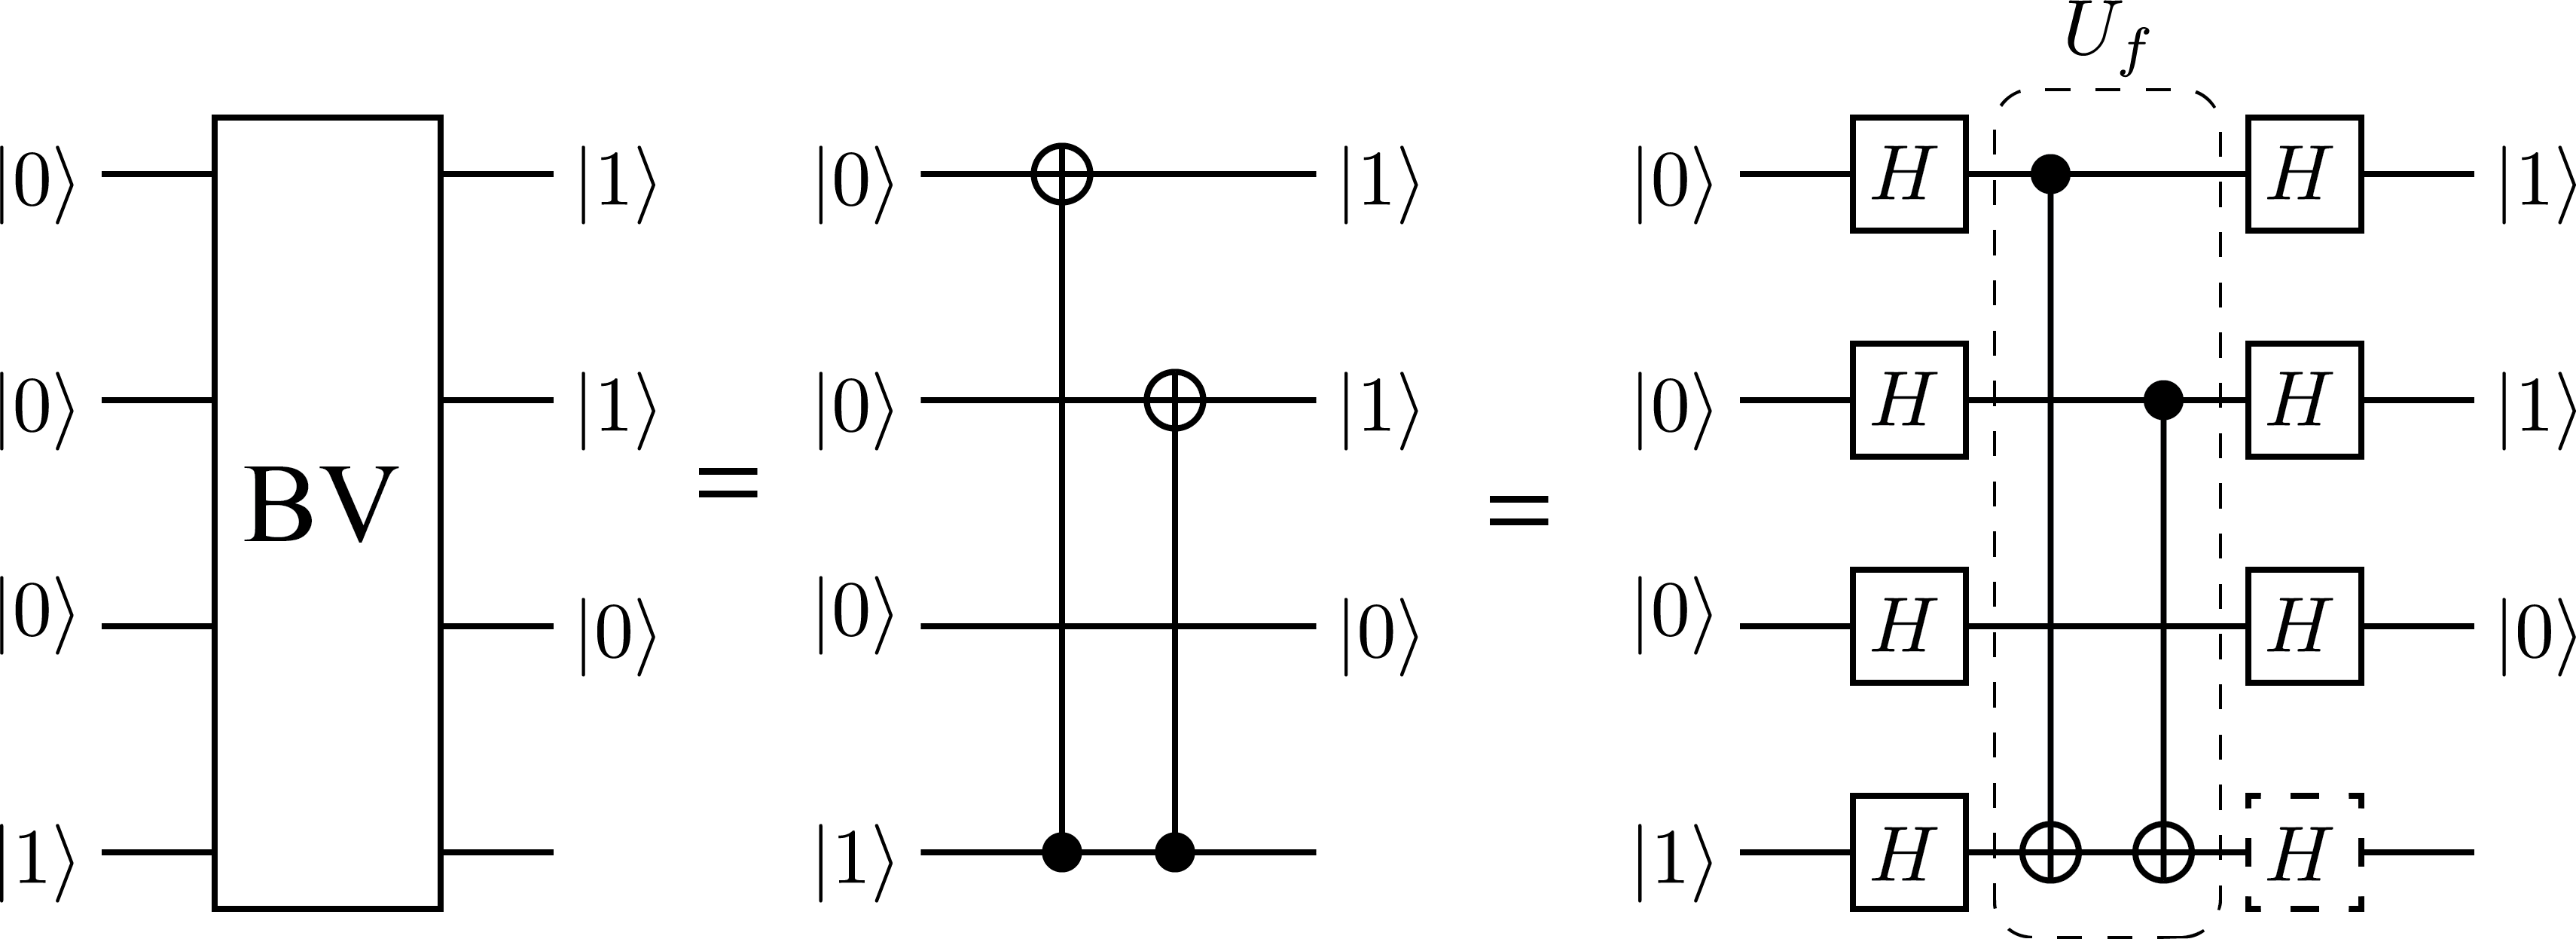 U_f
|0⟩ |1⟩ |0⟩ |1⟩ |0⟩ H H |1⟩
|0⟩ |1⟩ |0⟩ |1⟩ |0⟩ H H |1⟩
BV = =
|0⟩ |0⟩ |0⟩ |0⟩ |0⟩ H H |0⟩
|1⟩ |1⟩ |1⟩ H H